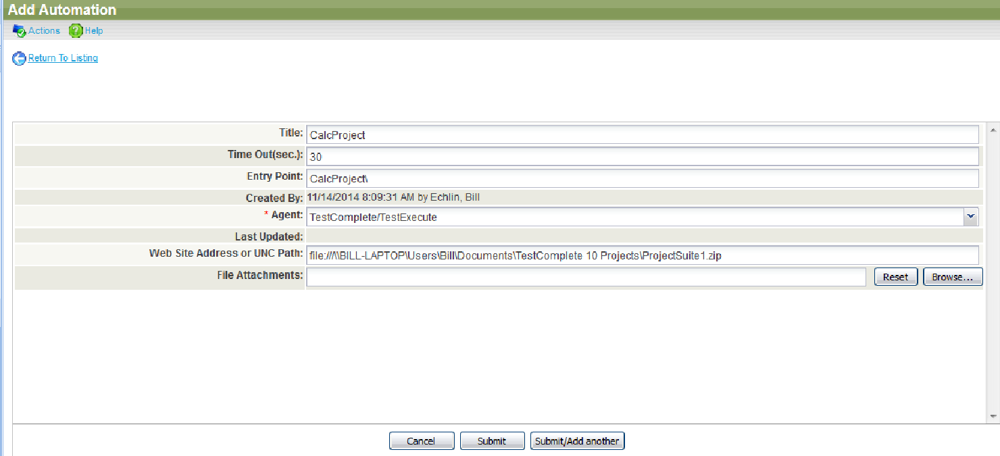 Add Automation
Actions Help
Return To Listing
Title: CalcProject
Time Out(sec.): 30
Entry Point: CalcProject\
Created By: 11/14/2014 8:09:31 AM by Echlin, Bill
* Agent: TestComplete/TestExecute
Last Updated:
Web Site Address or UNC Path: file:///\\BILL-LAPTOP\Users\Bill\Documents\TestComplete 10 Projects\ProjectSuite1.zip
File Attachments: Reset Browse...
Cancel Submit Submit/Add another